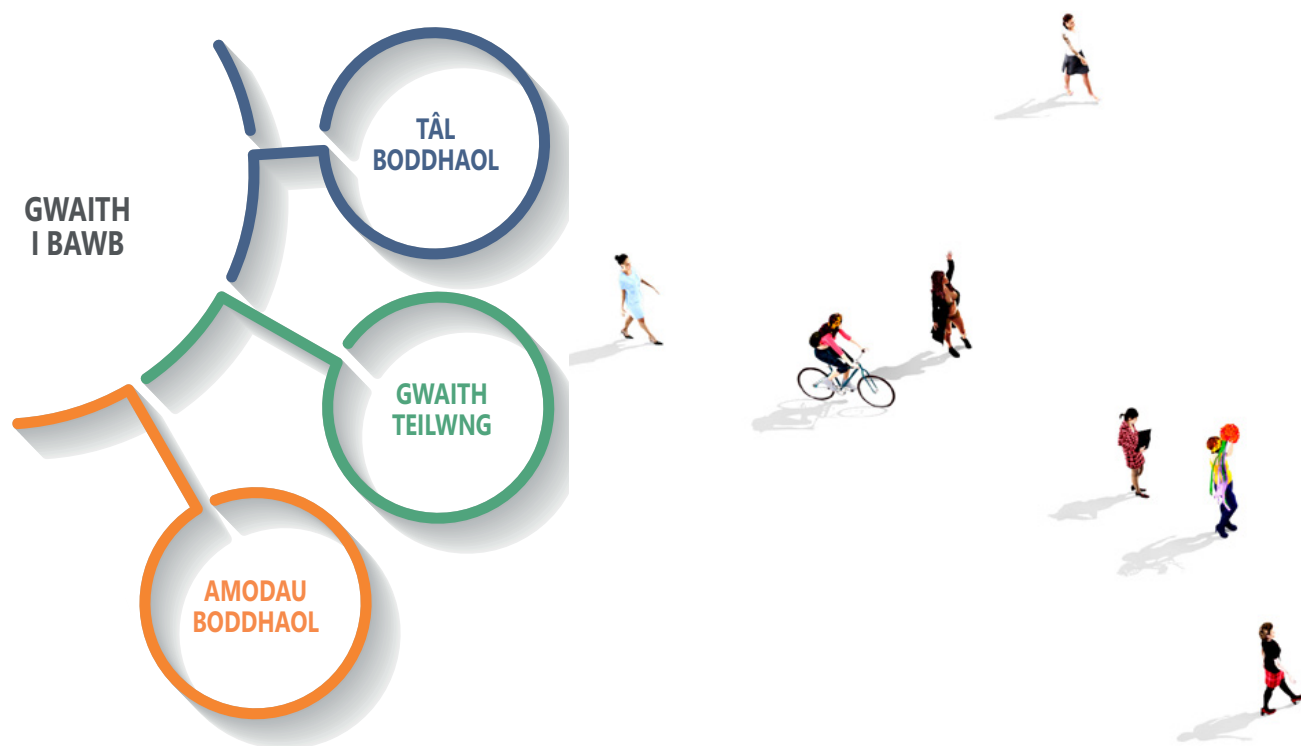 GWAITH
I BAWB
TÂL
BODDHAOL
GWAITH
TEILWNG
AMODAU
BODDHAOL